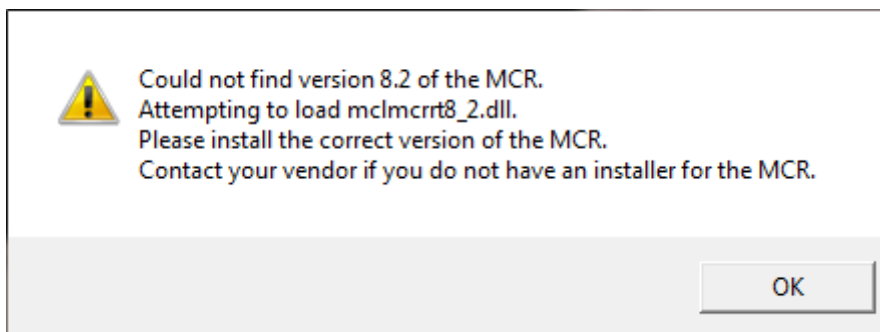 Could not find version 8.2 of the MCR.
Attempting to load mclmcrrt8_2.dll.
Please install the correct version of the MCR.
Contact your vendor if you do not have an installer for the MCR.
OK